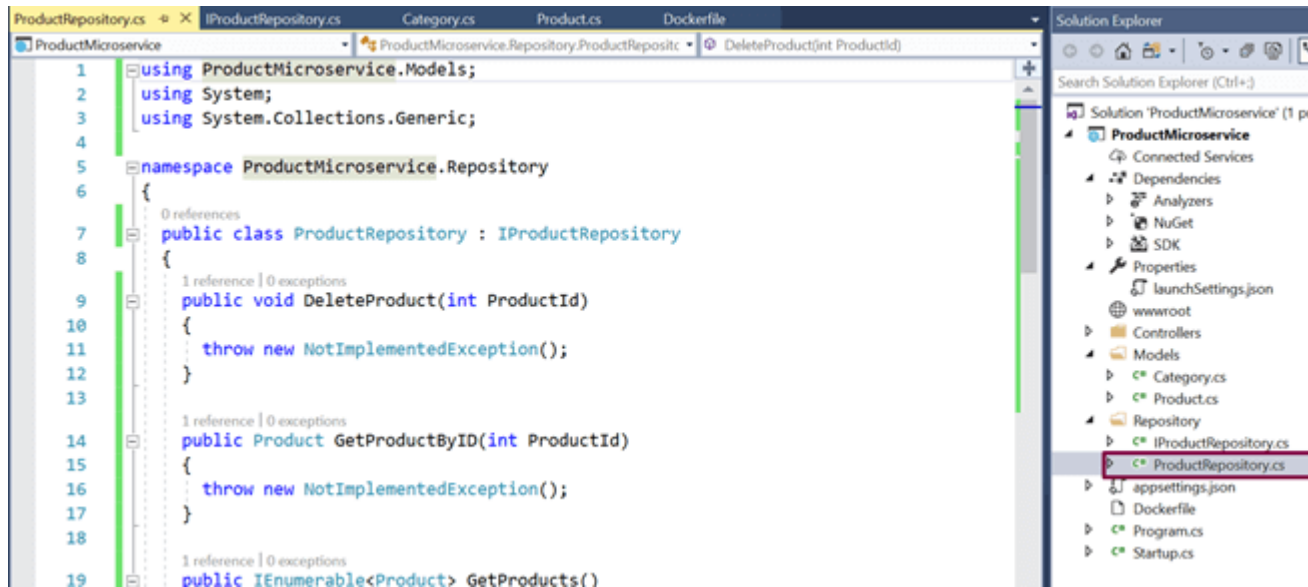 ProductRepository.cs IProductRepository.cs Category.cs Product.cs Dockerfile
ProductMicroservice ProductMicroservice.Repository.ProductRepositc DeleteProduct(int ProductId)
1 using ProductMicroservice.Models;
2 using System;
3 using System.Collections.Generic;
4
5 namespace ProductMicroservice.Repository
6 {
0 references
7 public class ProductRepository : IProductRepository
8 {
1 reference | 0 exceptions
9 public void DeleteProduct(int ProductId)
10 {
11 throw new NotImplementedException();
12 }
13
1 reference | 0 exceptions
14 public Product GetProductByID(int ProductId)
15 {
16 throw new NotImplementedException();
17 }
18
1 reference | 0 exceptions
19 public IEnumerable<Product> GetProducts()
Solution Explorer
Search Solution Explorer (Ctrl+;)
Solution 'ProductMicroservice' (1 p
ProductMicroservice
Connected Services
Dependencies
Analyzers
NuGet
SDK
Properties
launchSettings.json
wwwroot
Controllers
Models
C# Category.cs
C# Product.cs
Repository
C# IProductRepository.cs
C# ProductRepository.cs
appsettings.json
Dockerfile
C# Program.cs
C# Startup.cs